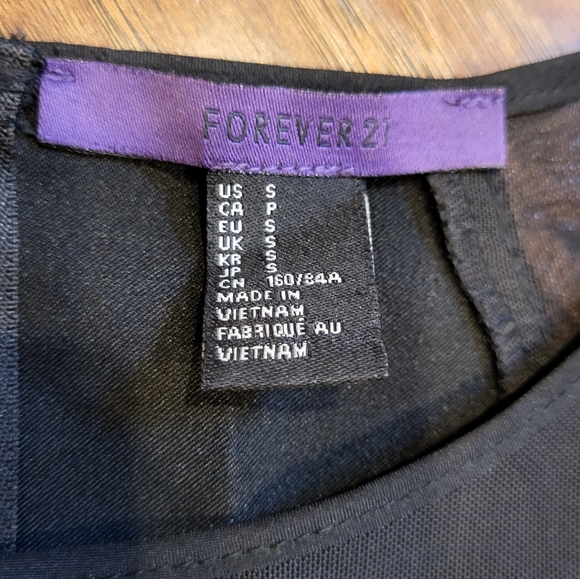 FOREVER 21
US S
CA P
EU S
UK S
KR S
JP S
CN 160/84A
MADE IN
VIETNAM
FABRIQUÉ AU
VIETNAM